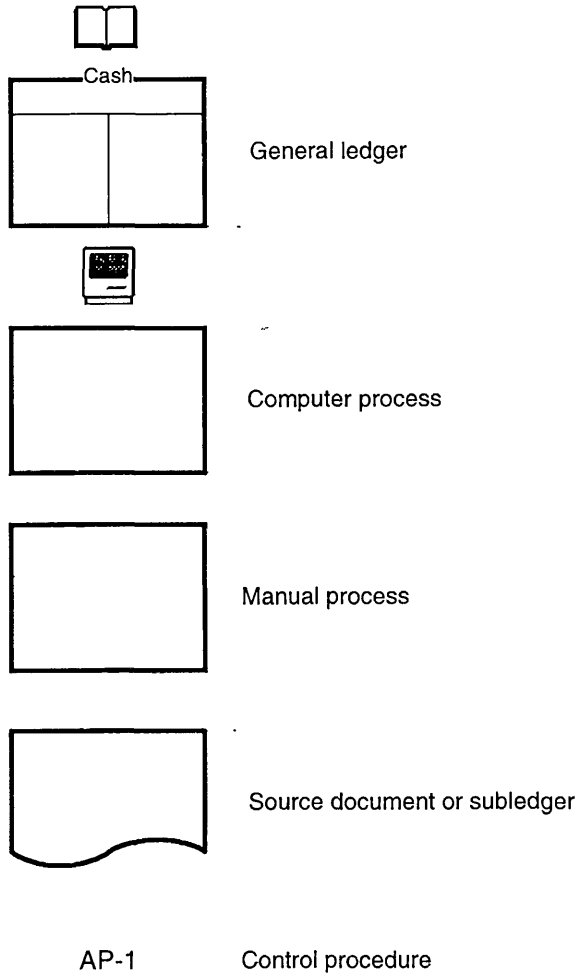 Cash
General ledger
Computer process
Manual process
Source document or subledger
AP-1 Control procedure